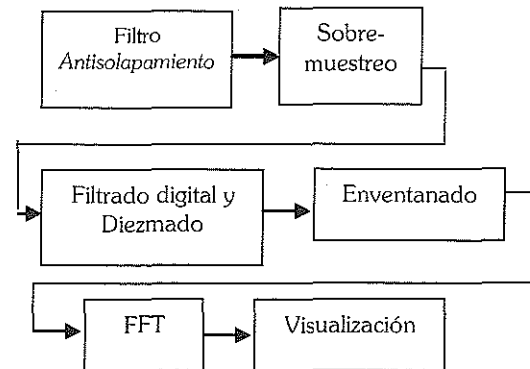 Filtro
Antisolapamiento
Sobre-
muestreo
Filtrado digital y
Diezmado
Enventanado
FFT
Visualización